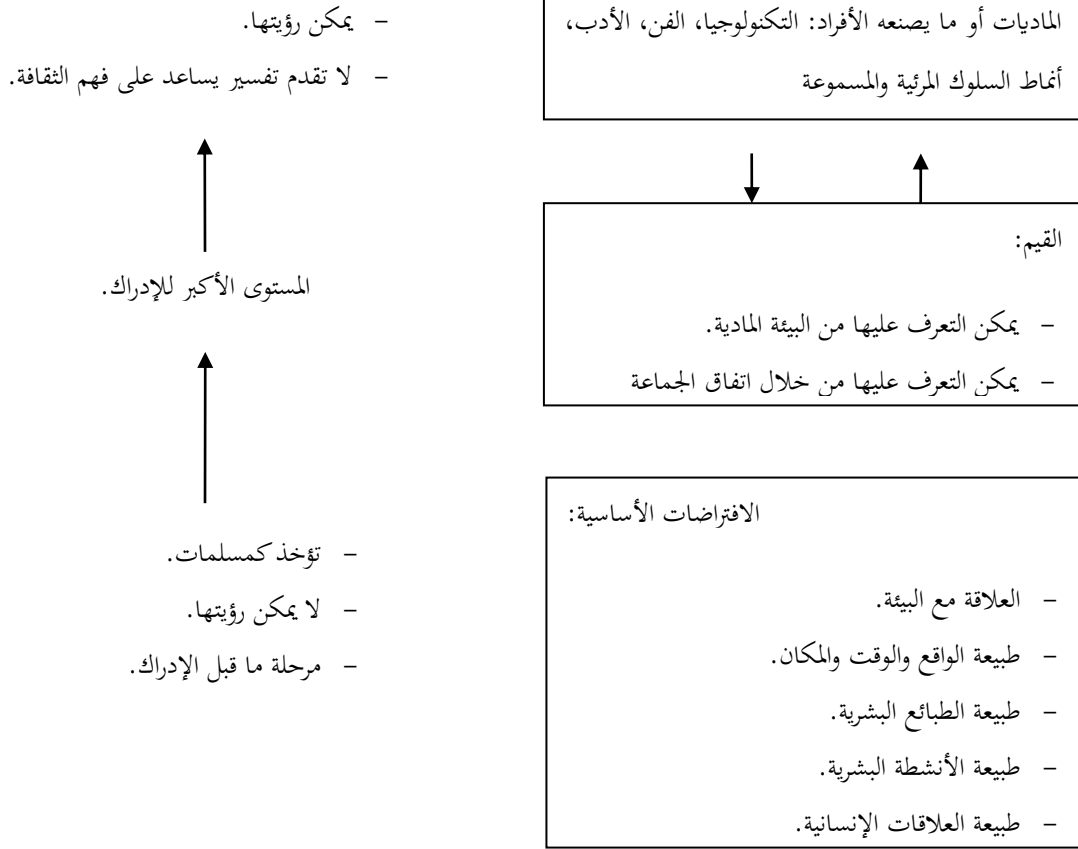 الماديات أو ما يصنعه الأفراد: التكنولوجيا، الفن، الأدب،
أنماط السلوك المرئية والمسموعة
– يمكن رؤيتها.
– لا تقدم تفسير يساعد على فهم الثقافة.
القيم:
– يمكن التعرف عليها من البيئة المادية.
– يمكن التعرف عليها من خلال اتفاق الجماعة
المستوى الأكبر للإدراك.
الافتراضات الأساسية:
– العلاقة مع البيئة.
– طبيعة الواقع والوقت والمكان.
– طبيعة الطبائع البشرية.
– طبيعة الأنشطة البشرية.
– طبيعة العلاقات الإنسانية.
– تؤخذ كمسلمات.
– لا يمكن رؤيتها.
– مرحلة ما قبل الإدراك.